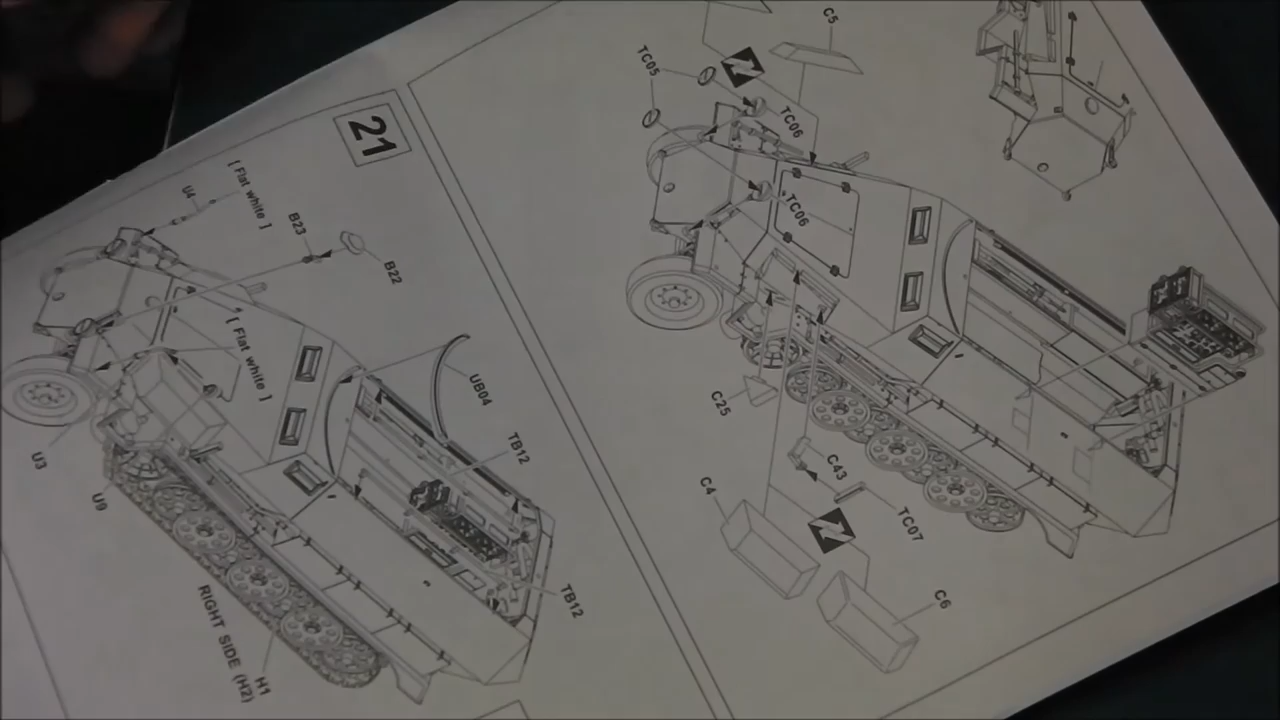 C5
TC05
TC06
TC06
C25
C43
TC07
C4
C6
21
[ Flat white ]
U4
B23
B22
[ Flat white ]
UB04
TB12
U3
U9
TB12
RIGHT SIDE (H2)
H1